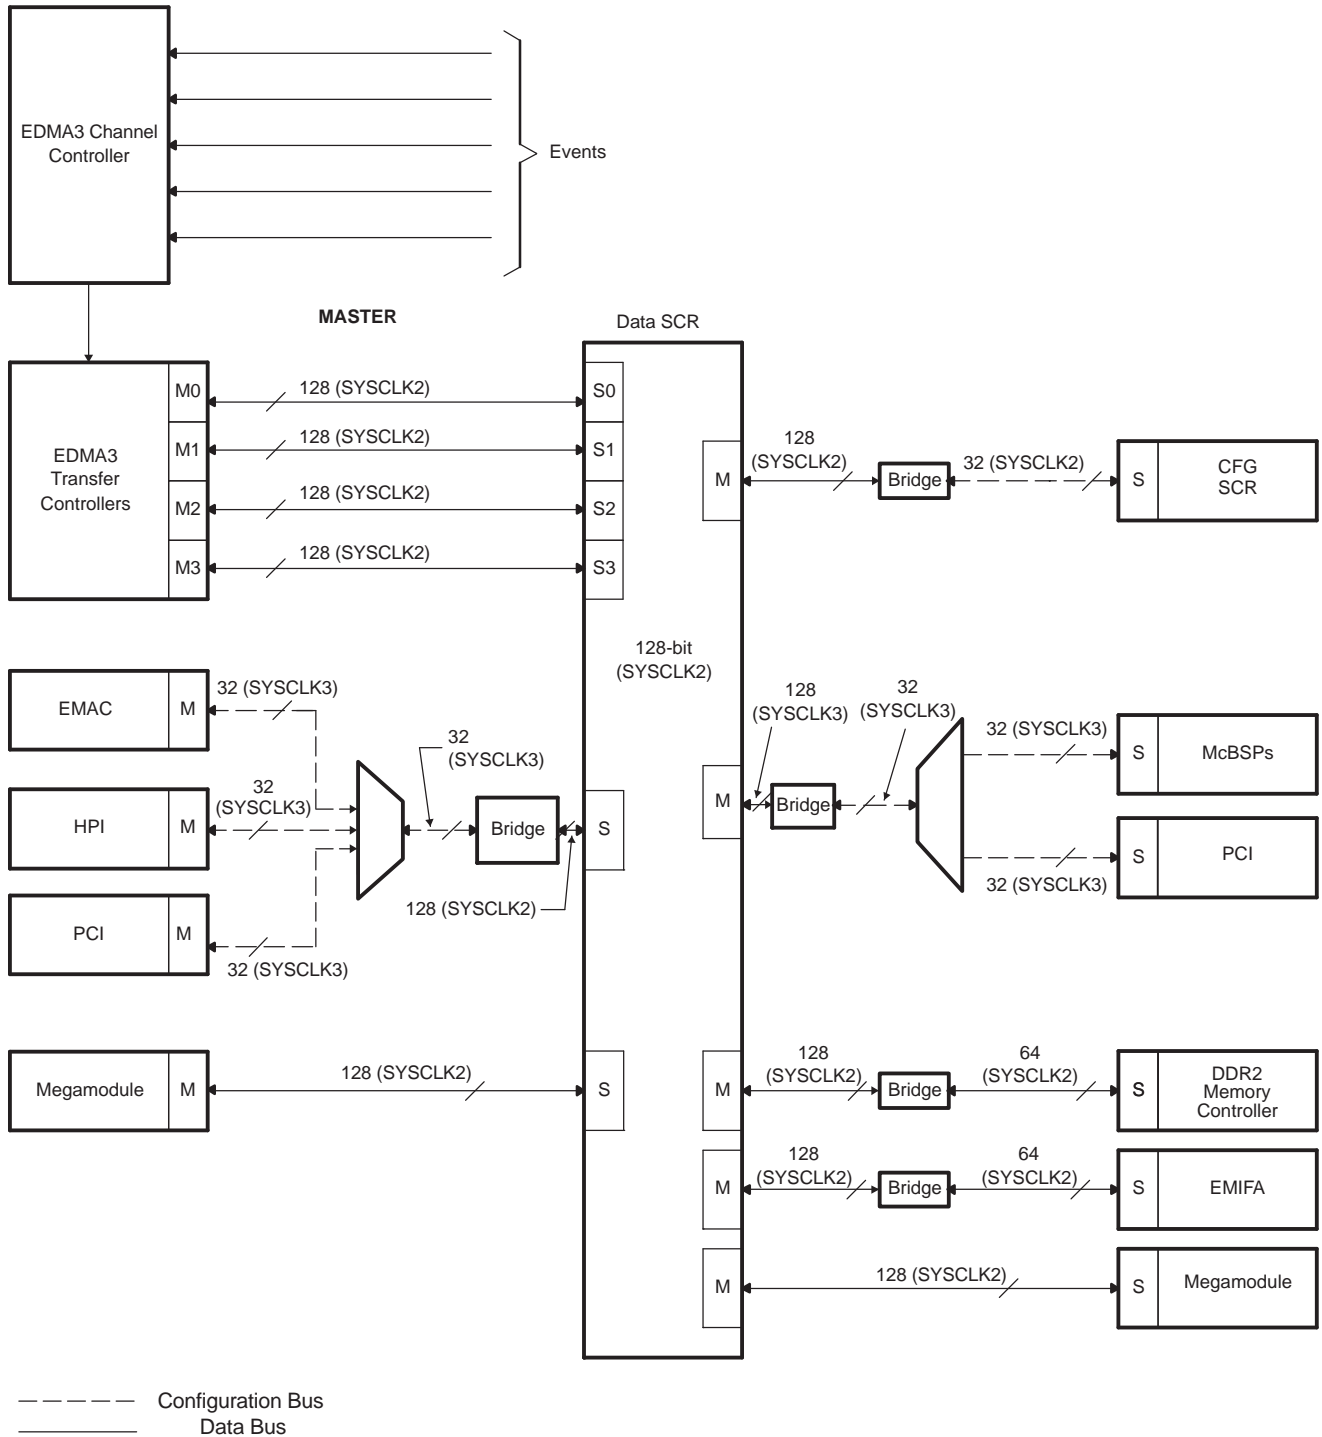 EDMA3 Channel
Controller
Events
MASTER
Data SCR
M0
128 (SYSCLK2)
S0
EDMA3
Transfer
Controllers
M1
128 (SYSCLK2)
S1
M2
128 (SYSCLK2)
S2
M3
128 (SYSCLK2)
S3
128
(SYSCLK2)
M
Bridge
32 (SYSCLK2)
S
CFG
SCR
128-bit
(SYSCLK2)
EMAC
M
32 (SYSCLK3)
HPI
M
32
(SYSCLK3)
PCI
M
32 (SYSCLK3)
32
(SYSCLK3)
Bridge
S
128 (SYSCLK2)
M
128
(SYSCLK3)
Bridge
32
(SYSCLK3)
32 (SYSCLK3)
S
McBSPs
32 (SYSCLK3)
S
PCI
Megamodule
M
128 (SYSCLK2)
S
M
128
(SYSCLK2)
Bridge
64
(SYSCLK2)
S
DDR2
Memory
Controller
M
128
(SYSCLK2)
Bridge
64
(SYSCLK2)
S
EMIFA
M
128 (SYSCLK2)
S
Megamodule
Configuration Bus
Data Bus